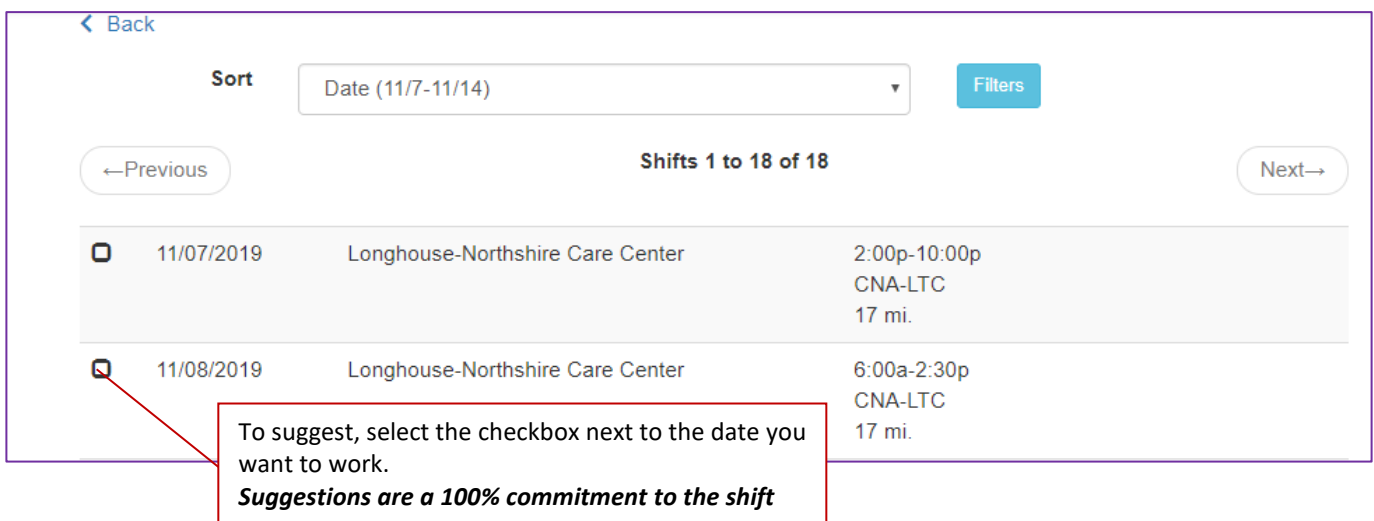 Back
Sort Date (11/7-11/14) Filters
←Previous Shifts 1 to 18 of 18 Next→
11/07/2019 Longhouse-Northshire Care Center 2:00p-10:00p
CNA-LTC
17 mi.
11/08/2019 Longhouse-Northshire Care Center 6:00a-2:30p
CNA-LTC
17 mi.
To suggest, select the checkbox next to the date you
want to work.
Suggestions are a 100% commitment to the shift